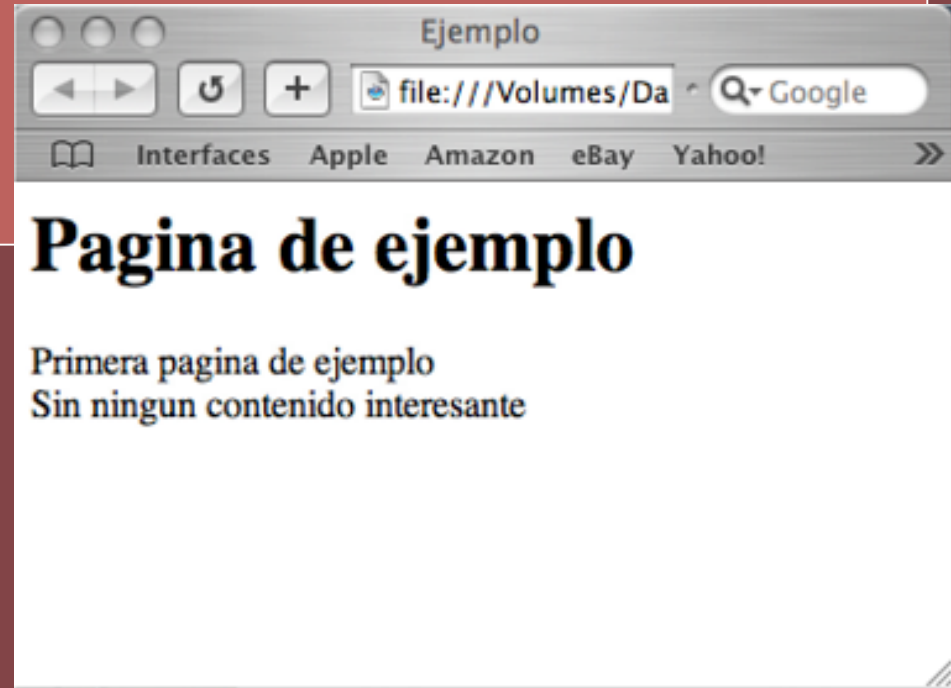 Ejemplo
file:///Volumes/Da
Google
Interfaces Apple Amazon eBay Yahoo!
Pagina de ejemplo
Primera pagina de ejemplo
Sin ningun contenido interesante